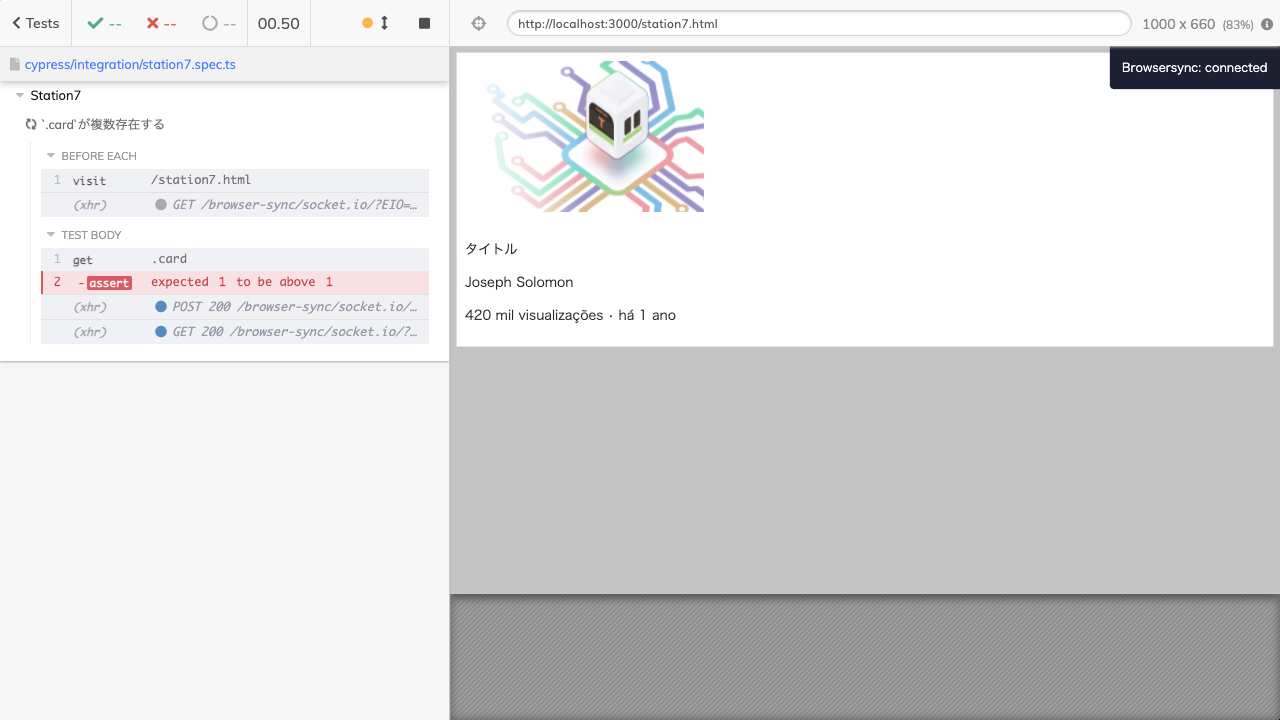 Tests
--
--
--
00.50
http://localhost:3000/station7.html
1000 x 660 (83%)
cypress/integration/station7.spec.ts
Browsersync: connected
Station7
`.card`が複数存在する
BEFORE EACH
1 visit /station7.html
(xhr) GET /browser-sync/socket.io/?EIO=…
TEST BODY
1 get .card
2 -assert expected 1 to be above 1
(xhr) POST 200 /browser-sync/socket.io/…
(xhr) GET 200 /browser-sync/socket.io/?…
T
タイトル
Joseph Solomon
420 mil visualizações・há 1 ano